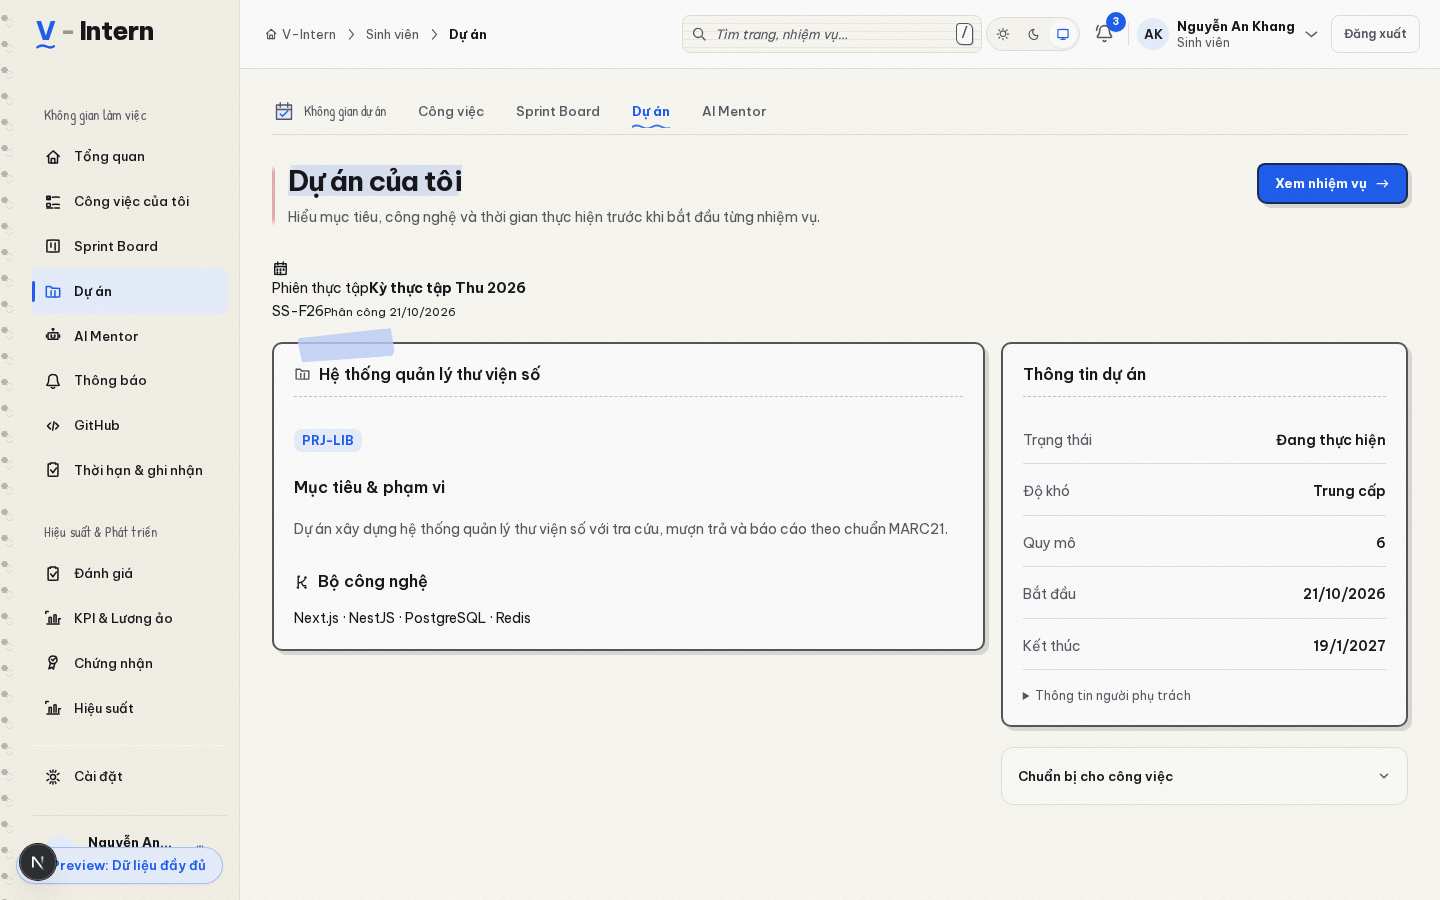 V - Intern
V-Intern > Sinh viên > Dự án
Tìm trang, nhiệm vụ...
/
3
AK
Nguyễn An Khang
Sinh viên
Đăng xuất
Không gian làm việc
Tổng quan
Công việc của tôi
Sprint Board
Dự án
AI Mentor
Thông báo
GitHub
Thời hạn & ghi nhận
Hiệu suất & Phát triển
Đánh giá
KPI & Lương ảo
Chứng nhận
Hiệu suất
Cài đặt
Nguyễn An...
Preview: Dữ liệu đầy đủ
N
Không gian dự án
Công việc
Sprint Board
Dự án
AI Mentor
Dự án của tôi
Hiểu mục tiêu, công nghệ và thời gian thực hiện trước khi bắt đầu từng nhiệm vụ.
Xem nhiệm vụ →
Phiên thực tậpKỳ thực tập Thu 2026
SS-F26Phân công 21/10/2026
Hệ thống quản lý thư viện số
PRJ-LIB
Mục tiêu & phạm vi
Dự án xây dựng hệ thống quản lý thư viện số với tra cứu, mượn trả và báo cáo theo chuẩn MARC21.
Bộ công nghệ
Next.js · NestJS · PostgreSQL · Redis
Thông tin dự án
Trạng thái Đang thực hiện
Độ khó Trung cấp
Quy mô 6
Bắt đầu 21/10/2026
Kết thúc 19/1/2027
Thông tin người phụ trách
Chuẩn bị cho công việc